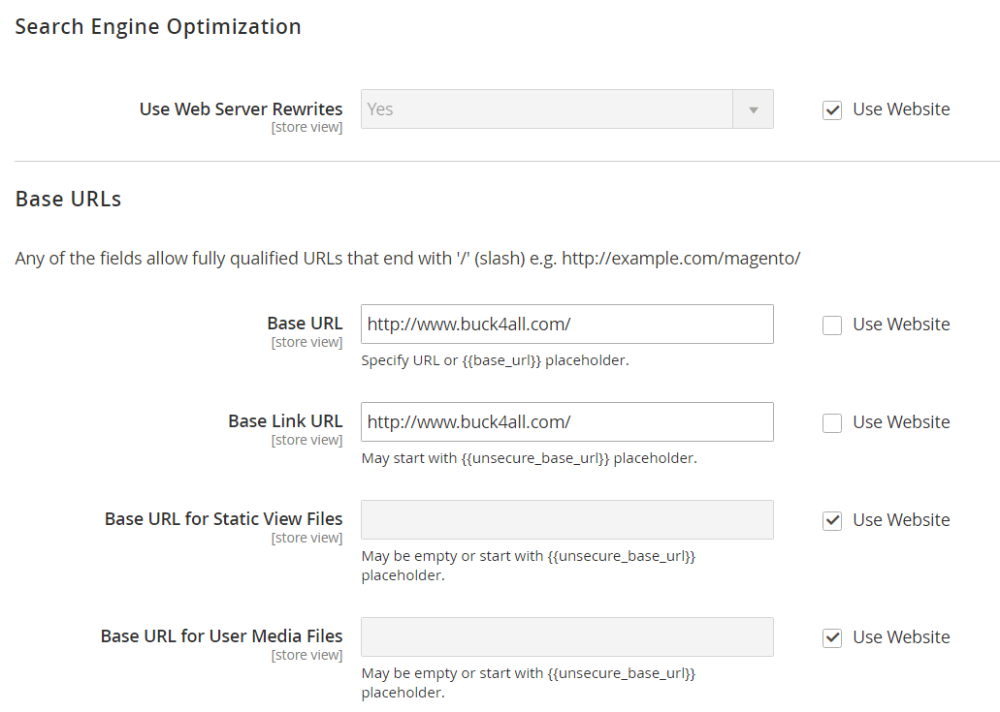 Search Engine Optimization
Use Web Server Rewrites Yes Use Website
[store view]
Base URLs
Any of the fields allow fully qualified URLs that end with '/' (slash) e.g. http://example.com/magento/
Base URL http://www.buck4all.com/ Use Website
[store view]
Specify URL or {{base_url}} placeholder.
Base Link URL http://www.buck4all.com/ Use Website
[store view]
May start with {{unsecure_base_url}} placeholder.
Base URL for Static View Files Use Website
[store view]
May be empty or start with {{unsecure_base_url}}
placeholder.
Base URL for User Media Files Use Website
[store view]
May be empty or start with {{unsecure_base_url}}
placeholder.